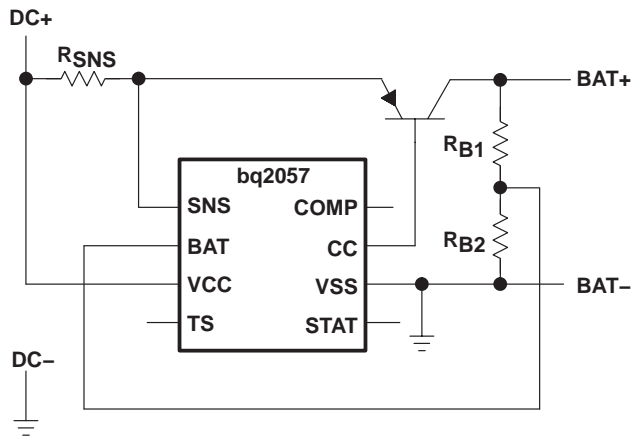 DC+
RSNS
BAT+
RB1
bq2057
SNS
COMP
BAT
CC
RB2
VCC
VSS
BAT−
TS
STAT
DC−